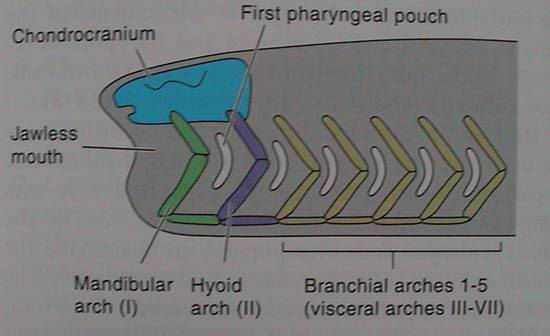 First pharyngeal pouch
Chondrocranium
Jawless
mouth
Mandibular
arch (I)
Hyoid
arch (II)
Branchial arches 1-5
(visceral arches III-VII)